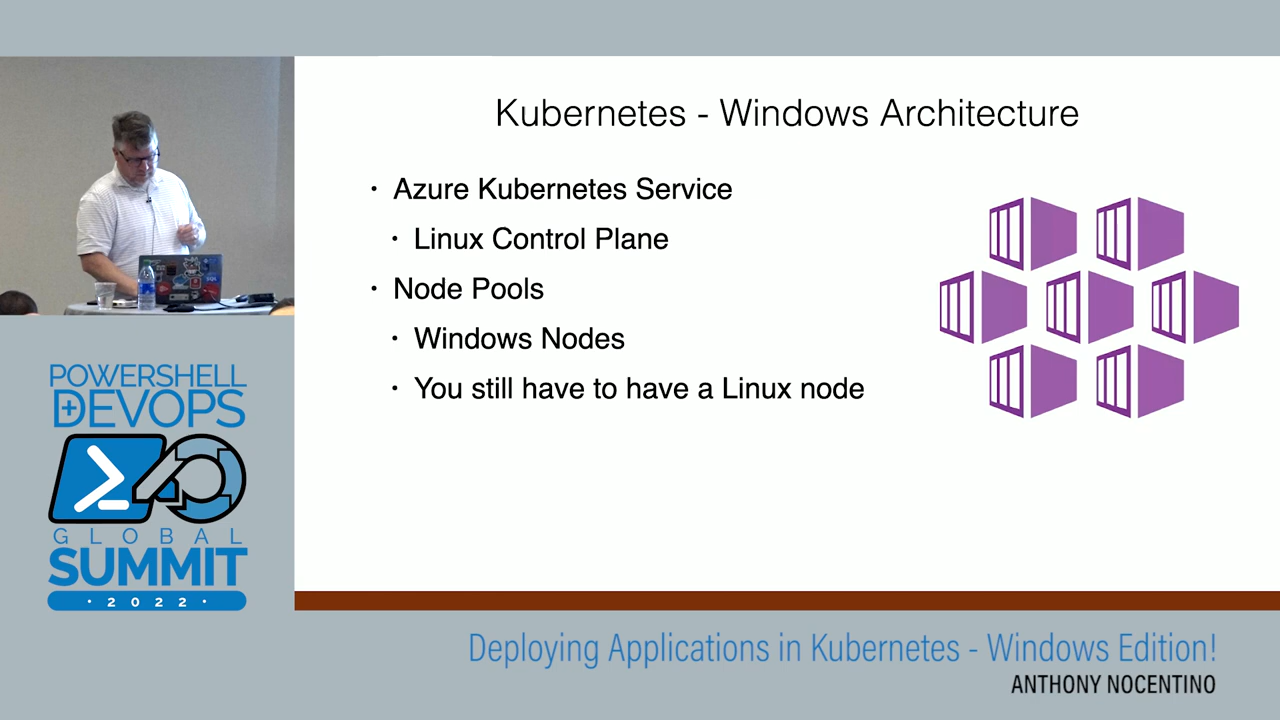 Kubernetes - Windows Architecture
• Azure Kubernetes Service
• Linux Control Plane
• Node Pools
• Windows Nodes
• You still have to have a Linux node
POWERSHELL
DEVOPS
GLOBAL
SUMMIT
· 2022 ·
Deploying Applications in Kubernetes - Windows Edition!
ANTHONY NOCENTINO